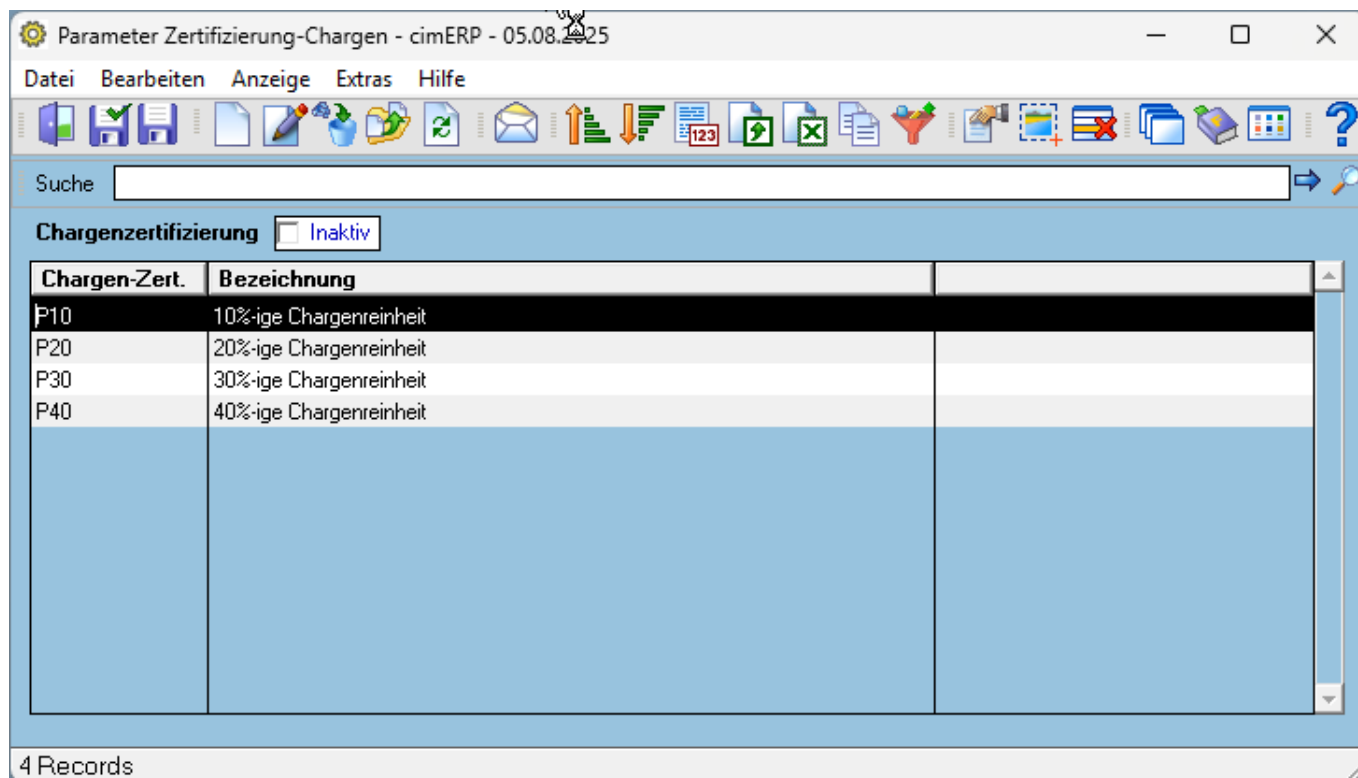 Parameter Zertifizierung-Chargen - cimERP - 05.08.2025
Datei Bearbeiten Anzeige Extras Hilfe
123
Suche
Chargenzertifizierung Inaktiv
Chargen-Zert. Bezeichnung
P10 10%-ige Chargenreinheit
P20 20%-ige Chargenreinheit
P30 30%-ige Chargenreinheit
P40 40%-ige Chargenreinheit
4 Records